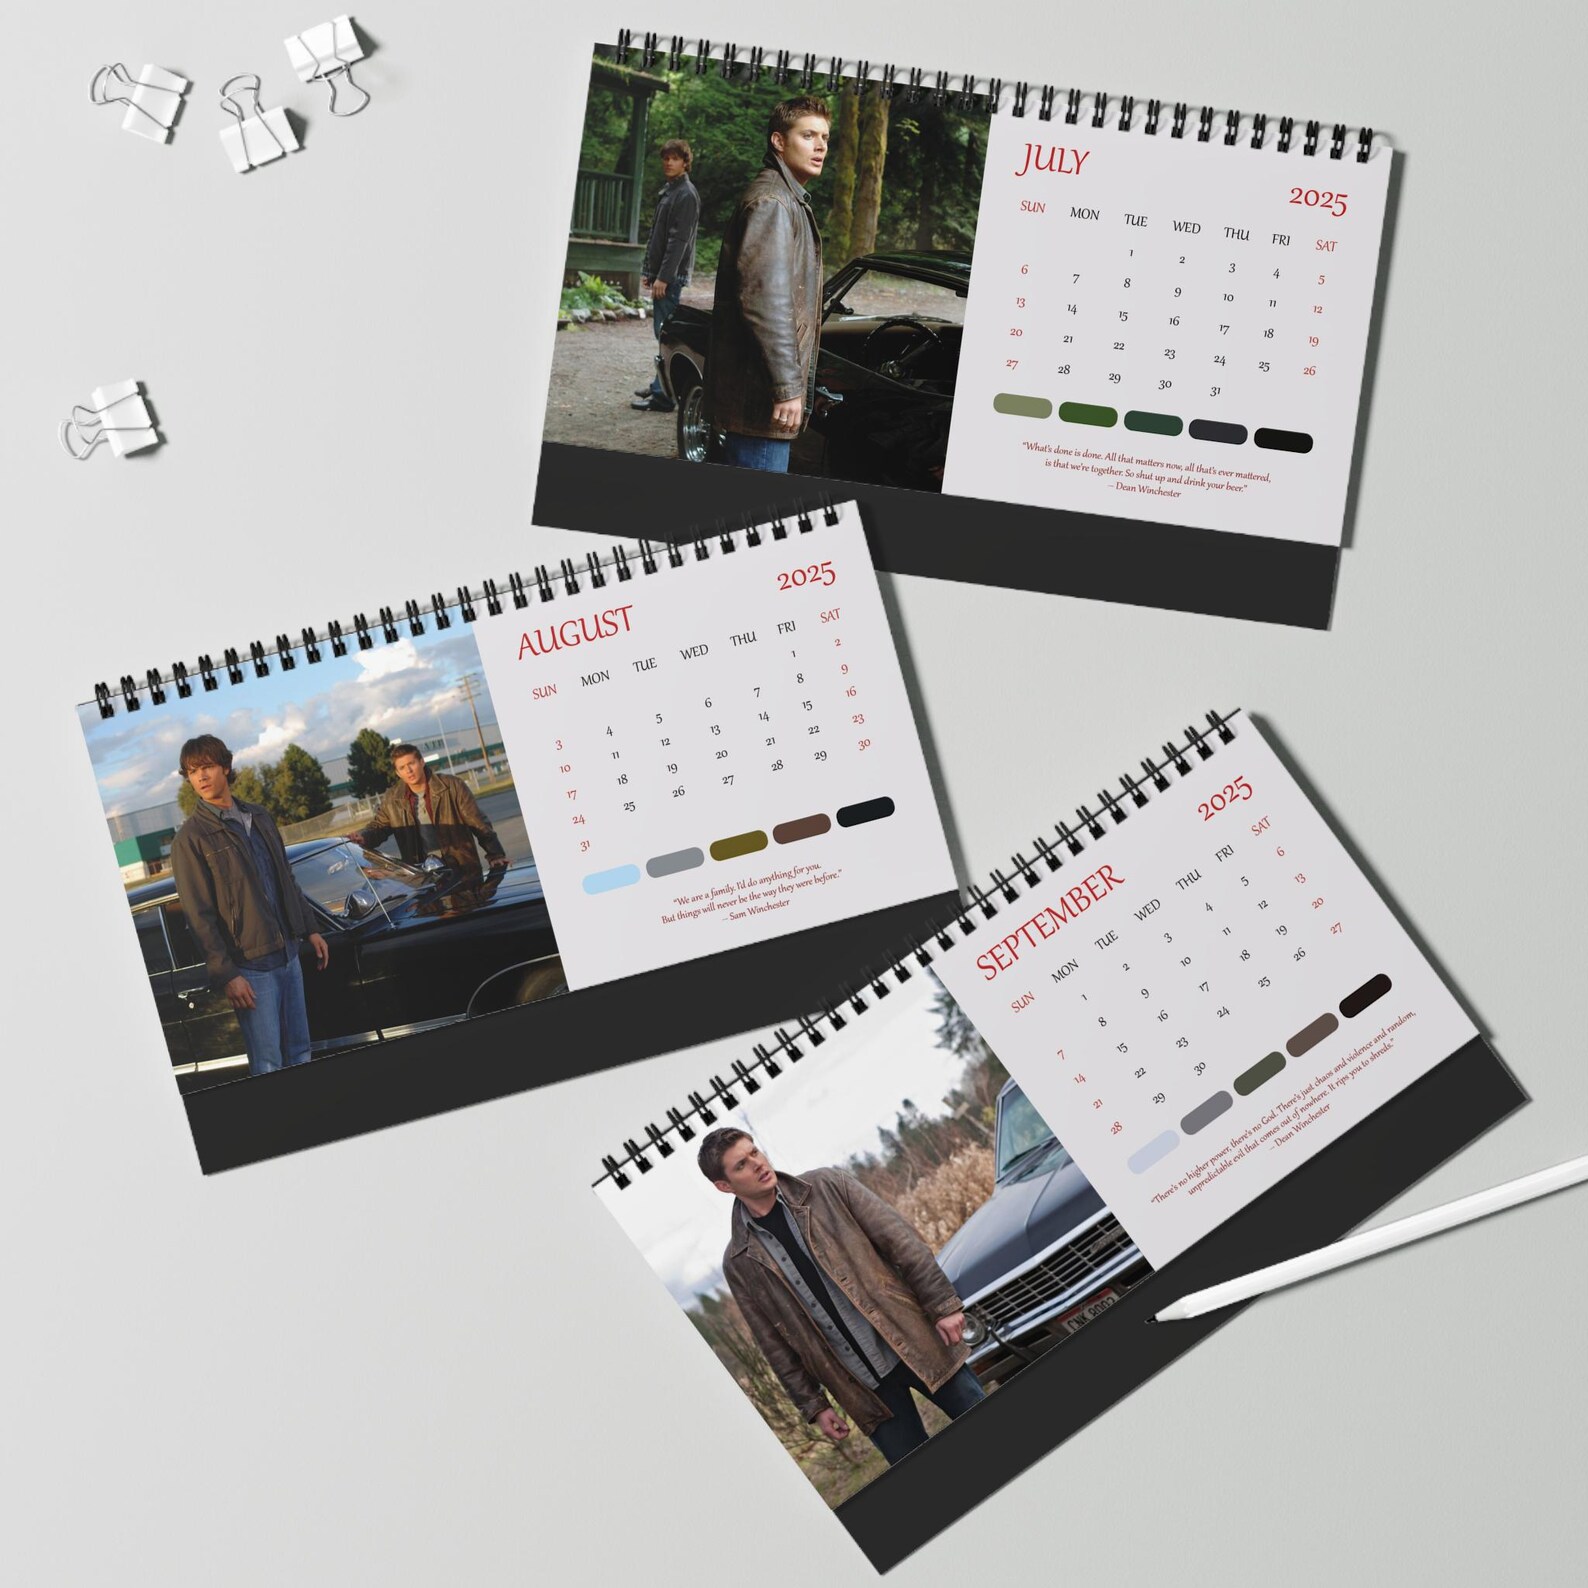 JULY
2025
SUN MON TUE WED THU FRI SAT
1 2 3 4 5
6 7 8 9 10 11 12
13 14 15 16 17 18 19
20 21 22 23 24 25 26
27 28 29 30 31
"What's done is done. All that matters now, all that's ever mattered,
is that we're together. So shut up and drink your beer."
– Dean Winchester
AUGUST
2025
SUN MON TUE WED THU FRI SAT
1 2
3 4 5 6 7 8 9
10 11 12 13 14 15 16
17 18 19 20 21 22 23
24 25 26 27 28 29 30
31
"We are a family. I'd do anything for you.
But things will never be the way they were before."
– Sam Winchester
SEPTEMBER
2025
SUN MON TUE WED THU FRI SAT
1 2 3 4 5 6
7 8 9 10 11 12 13
14 15 16 17 18 19 20
21 22 23 24 25 26 27
28 29 30
"There's no higher power, there's no God. There's just chaos and violence and random,
unpredictable evil that comes out of nowhere. It rips you to shreds."
– Dean Winchester